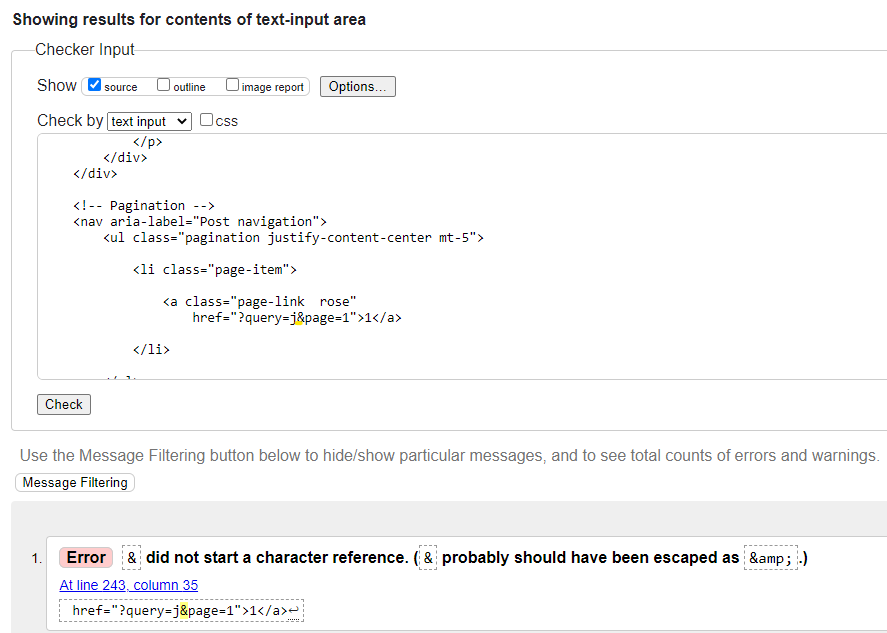 Showing results for contents of text-input area
Checker Input
Show source outline image report Options...
Check by text input css
</p>
</div>
</div>
<!-- Pagination -->
<nav aria-label="Post navigation">
<ul class="pagination justify-content-center mt-5">
<li class="page-item">
<a class="page-link  rose"
href="?query=j&page=1">1</a>
</li>
Check
Use the Message Filtering button below to hide/show particular messages, and to see total counts of errors and warnings.
Message Filtering
1. Error & did not start a character reference. (& probably should have been escaped as &amp;.)
At line 243, column 35
href="?query=j&page=1">1</a>↩